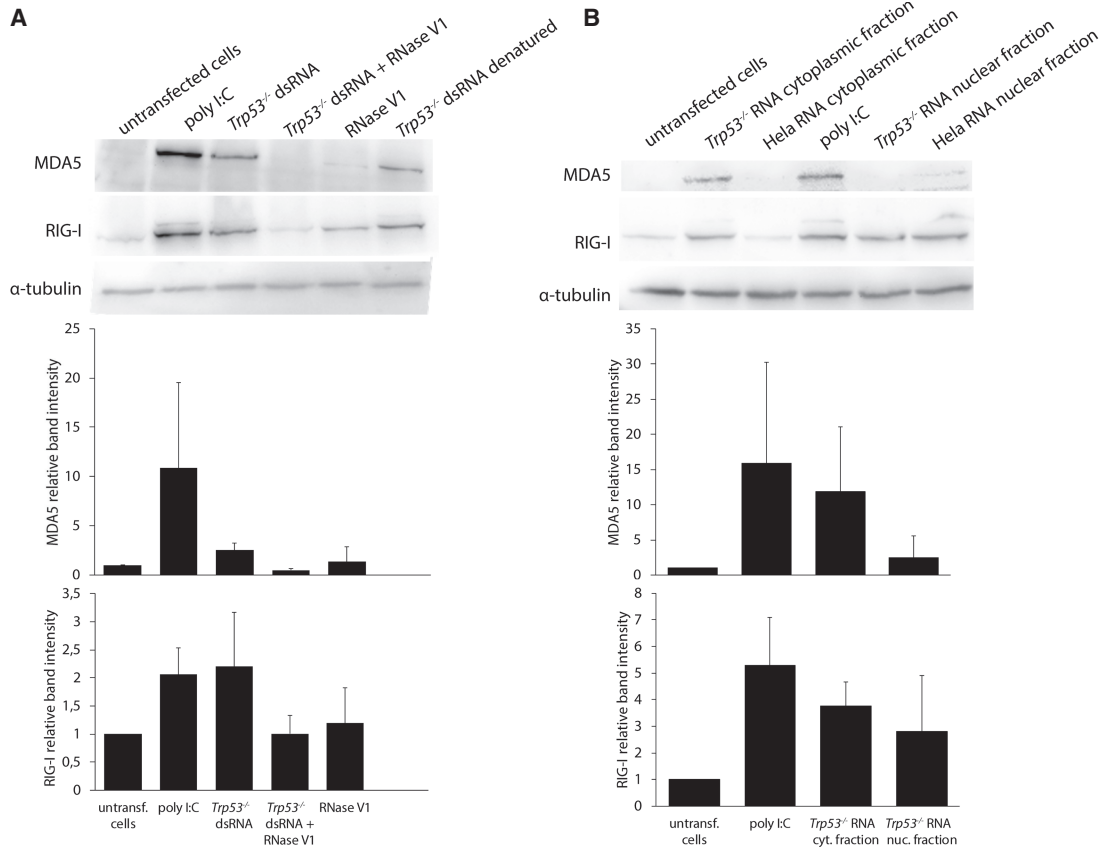 A
untransfected cells
poly I:C
Trp53-/- dsRNA
Trp53-/- dsRNA + RNase V1
RNase V1
Trp53-/- dsRNA denatured
MDA5
RIG-I
α-tubulin
25
20
15
10
5
0
MDA5 relative band intensity
3,5
3
2,5
2
1,5
1
0,5
0
RIG-I relative band intensity
untransf.
cells
poly I:C
Trp53-/-
dsRNA
Trp53-/-
dsRNA +
RNase V1
RNase V1
B
untransfected cells
Trp53-/- RNA cytoplasmic fraction
Hela RNA cytoplasmic fraction
poly I:C
Trp53-/- RNA nuclear fraction
Hela RNA nuclear fraction
MDA5
RIG-I
α-tubulin
35
30
25
20
15
10
5
0
MDA5 relative band intensity
8
7
6
5
4
3
2
1
0
RIG-I relative band intensity
untransf.
cells
poly I:C
Trp53-/- RNA
cyt. fraction
Trp53-/- RNA
nuc. fraction